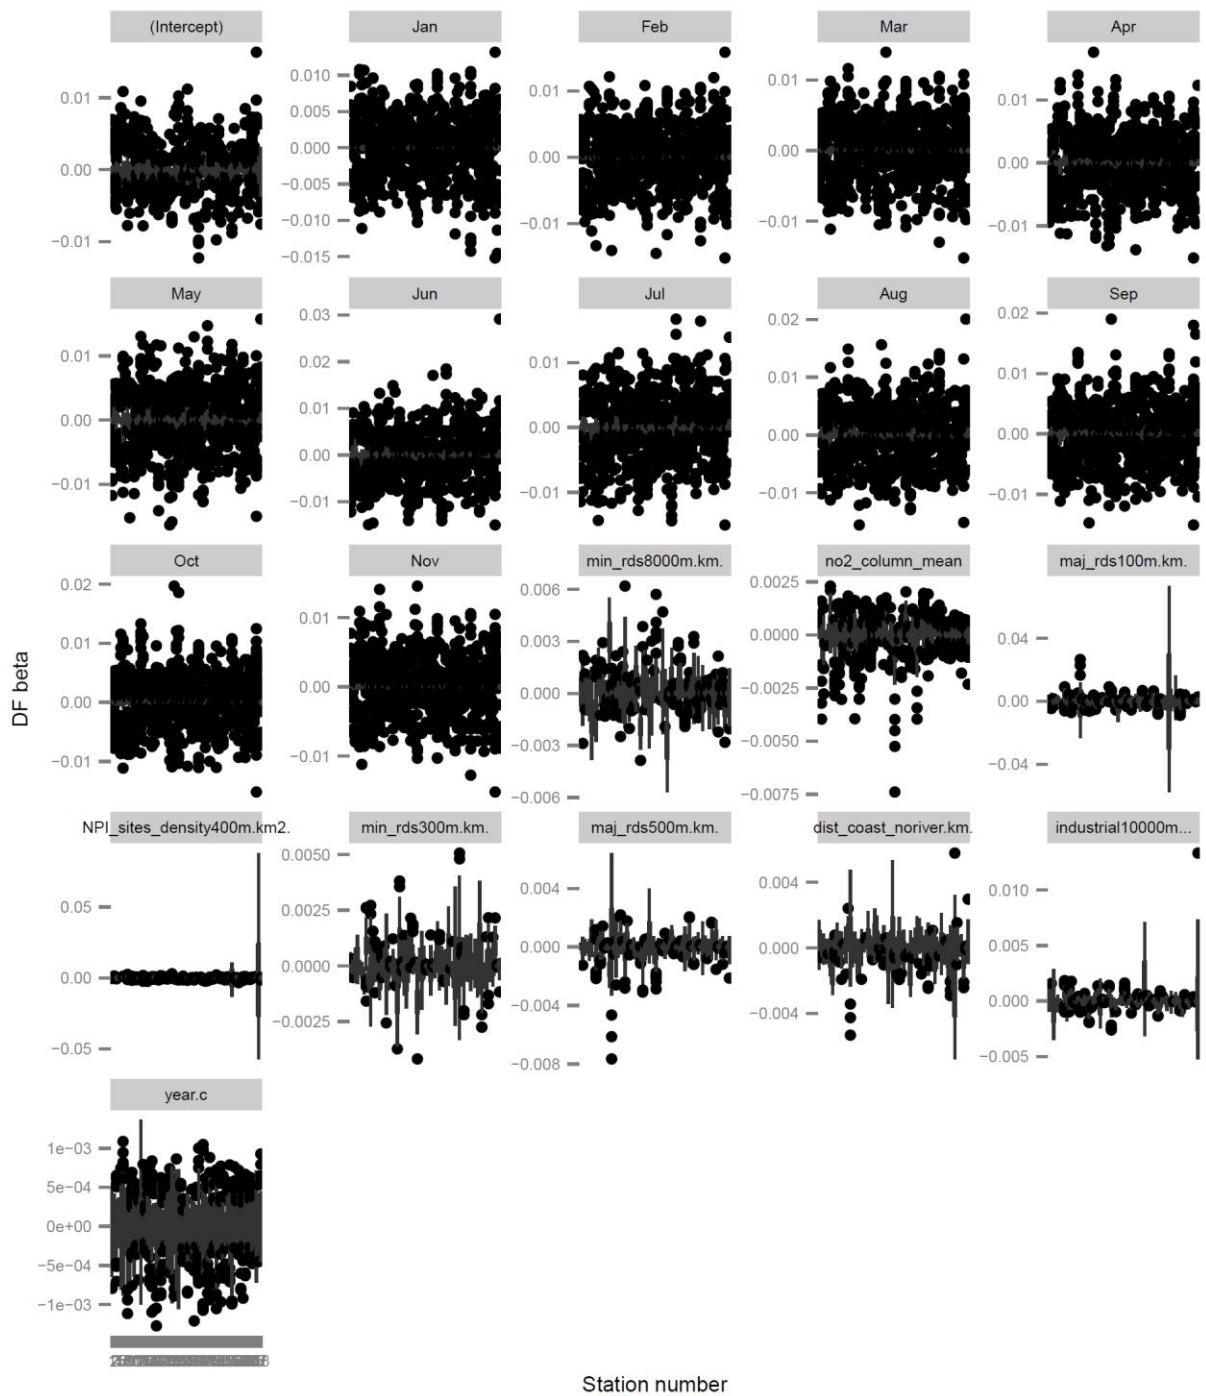 (Intercept) Jan Feb Mar Apr
0.01 0.00 −0.01
0.010 0.005 0.000 −0.005 −0.010 −0.015
0.01 0.00 −0.01
0.01 0.00 −0.01
0.01 0.00 −0.01
May Jun Jul Aug Sep
0.01 0.00 −0.01
0.03 0.02 0.01 0.00 −0.01
0.01 0.00 −0.01
0.02 0.01 0.00 −0.01
0.02 0.01 0.00 −0.01
Oct Nov min_rds8000m.km. no2_column_mean maj_rds100m.km.
0.02 0.01 0.00 −0.01
0.01 0.00 −0.01
0.006 0.003 0.000 −0.003 −0.006
0.0025 0.0000 −0.0025 −0.0050 −0.0075
0.04 0.00 −0.04
DF beta
NPI_sites_density400m.km2. min_rds300m.km. maj_rds500m.km. dist_coast_noriver.km. industrial10000m...
0.05 0.00 −0.05
0.0050 0.0025 0.0000 −0.0025
0.004 0.000 −0.004 −0.008
0.004 0.000 −0.004
0.010 0.005 0.000 −0.005
year.c
1e−03 5e−04 0e+00 −5e−04 −1e−03
Station number